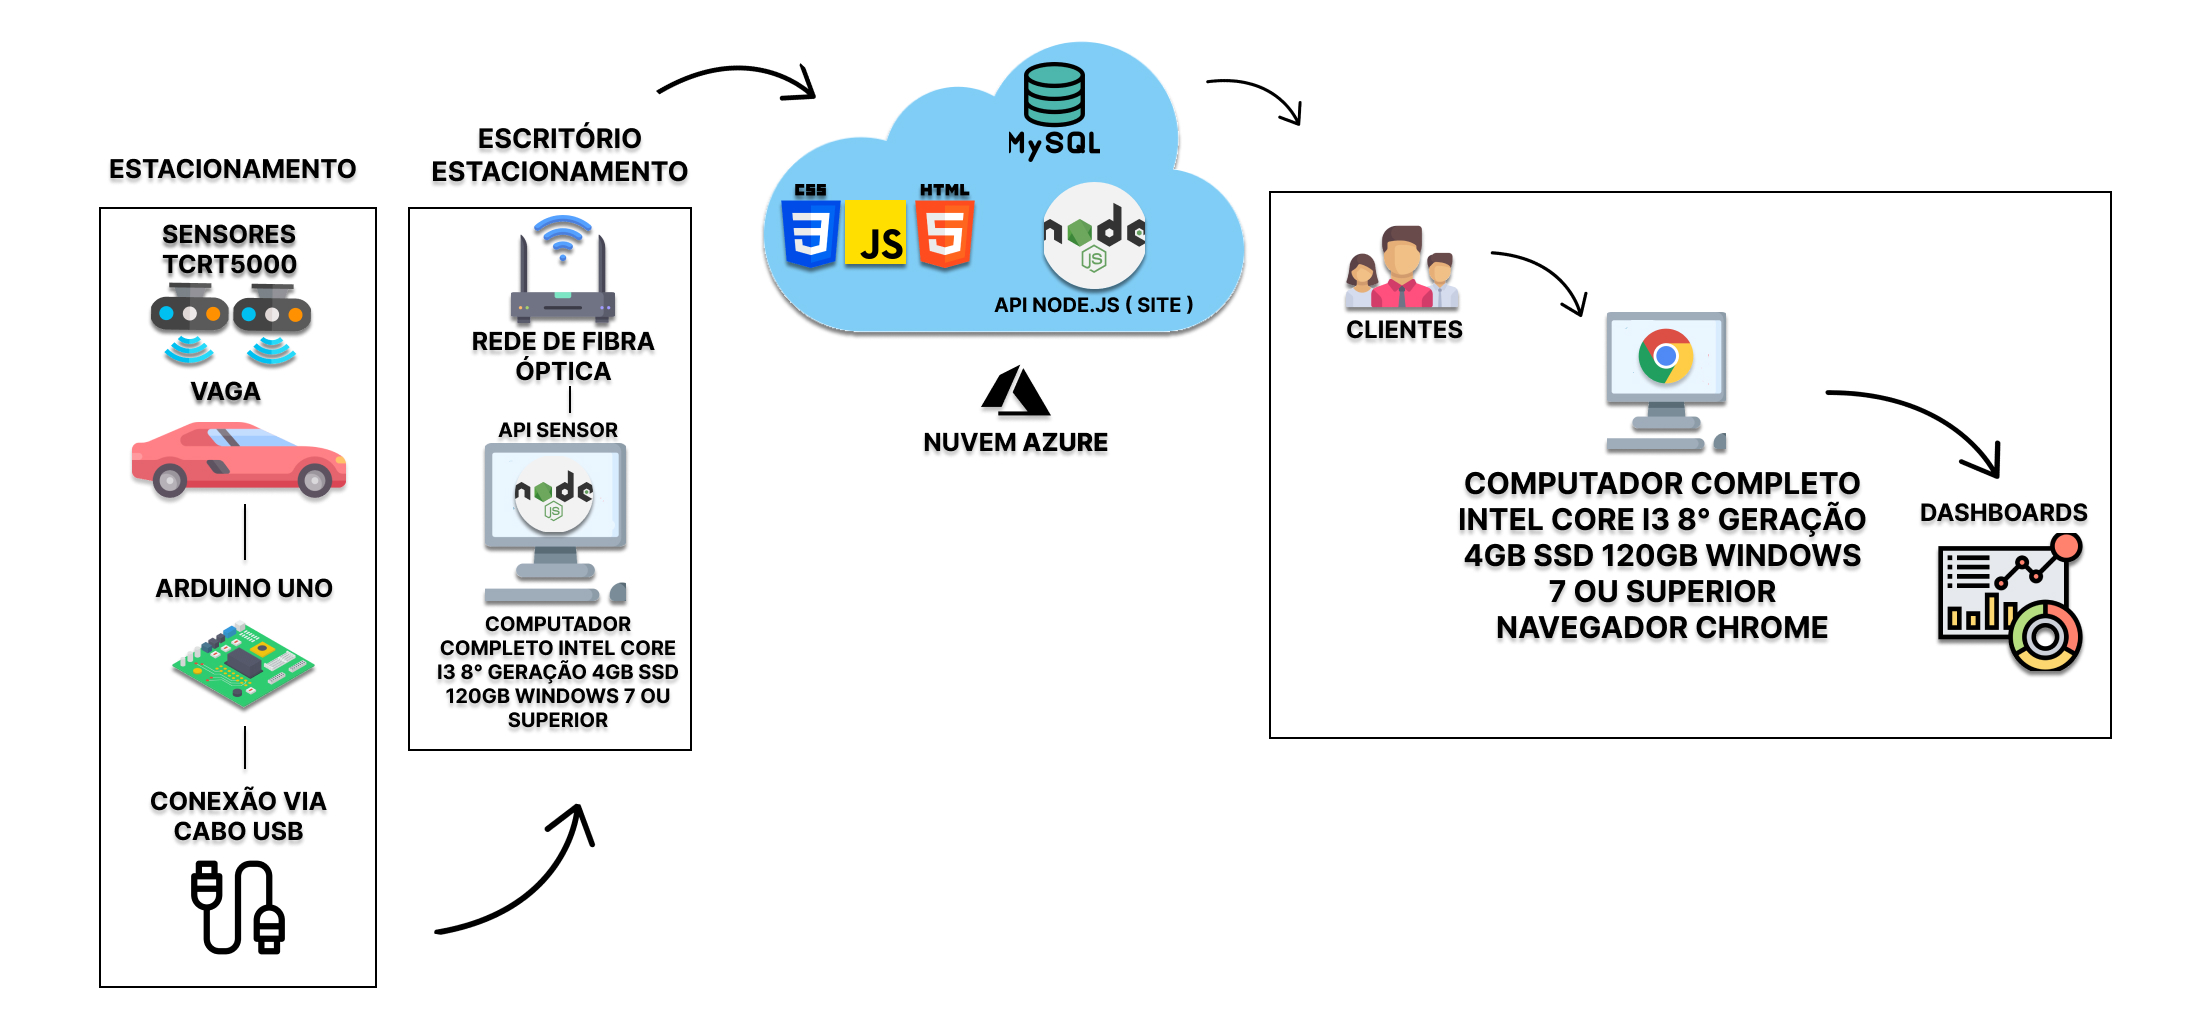 ESTACIONAMENTO
SENSORES
TCRT5000
VAGA
ARDUINO UNO
CONEXÃO VIA
CABO USB
ESCRITÓRIO
ESTACIONAMENTO
REDE DE FIBRA
ÓPTICA
API SENSOR
node
JS
COMPUTADOR
COMPLETO INTEL CORE
I3 8° GERAÇÃO 4GB SSD
120GB WINDOWS 7 OU
SUPERIOR
MySQL
CSS
3
JS
HTML
5
node
JS
API NODE.JS ( SITE )
NUVEM AZURE
CLIENTES
COMPUTADOR COMPLETO
INTEL CORE I3 8° GERAÇÃO
4GB SSD 120GB WINDOWS
7 OU SUPERIOR
NAVEGADOR CHROME
DASHBOARDS